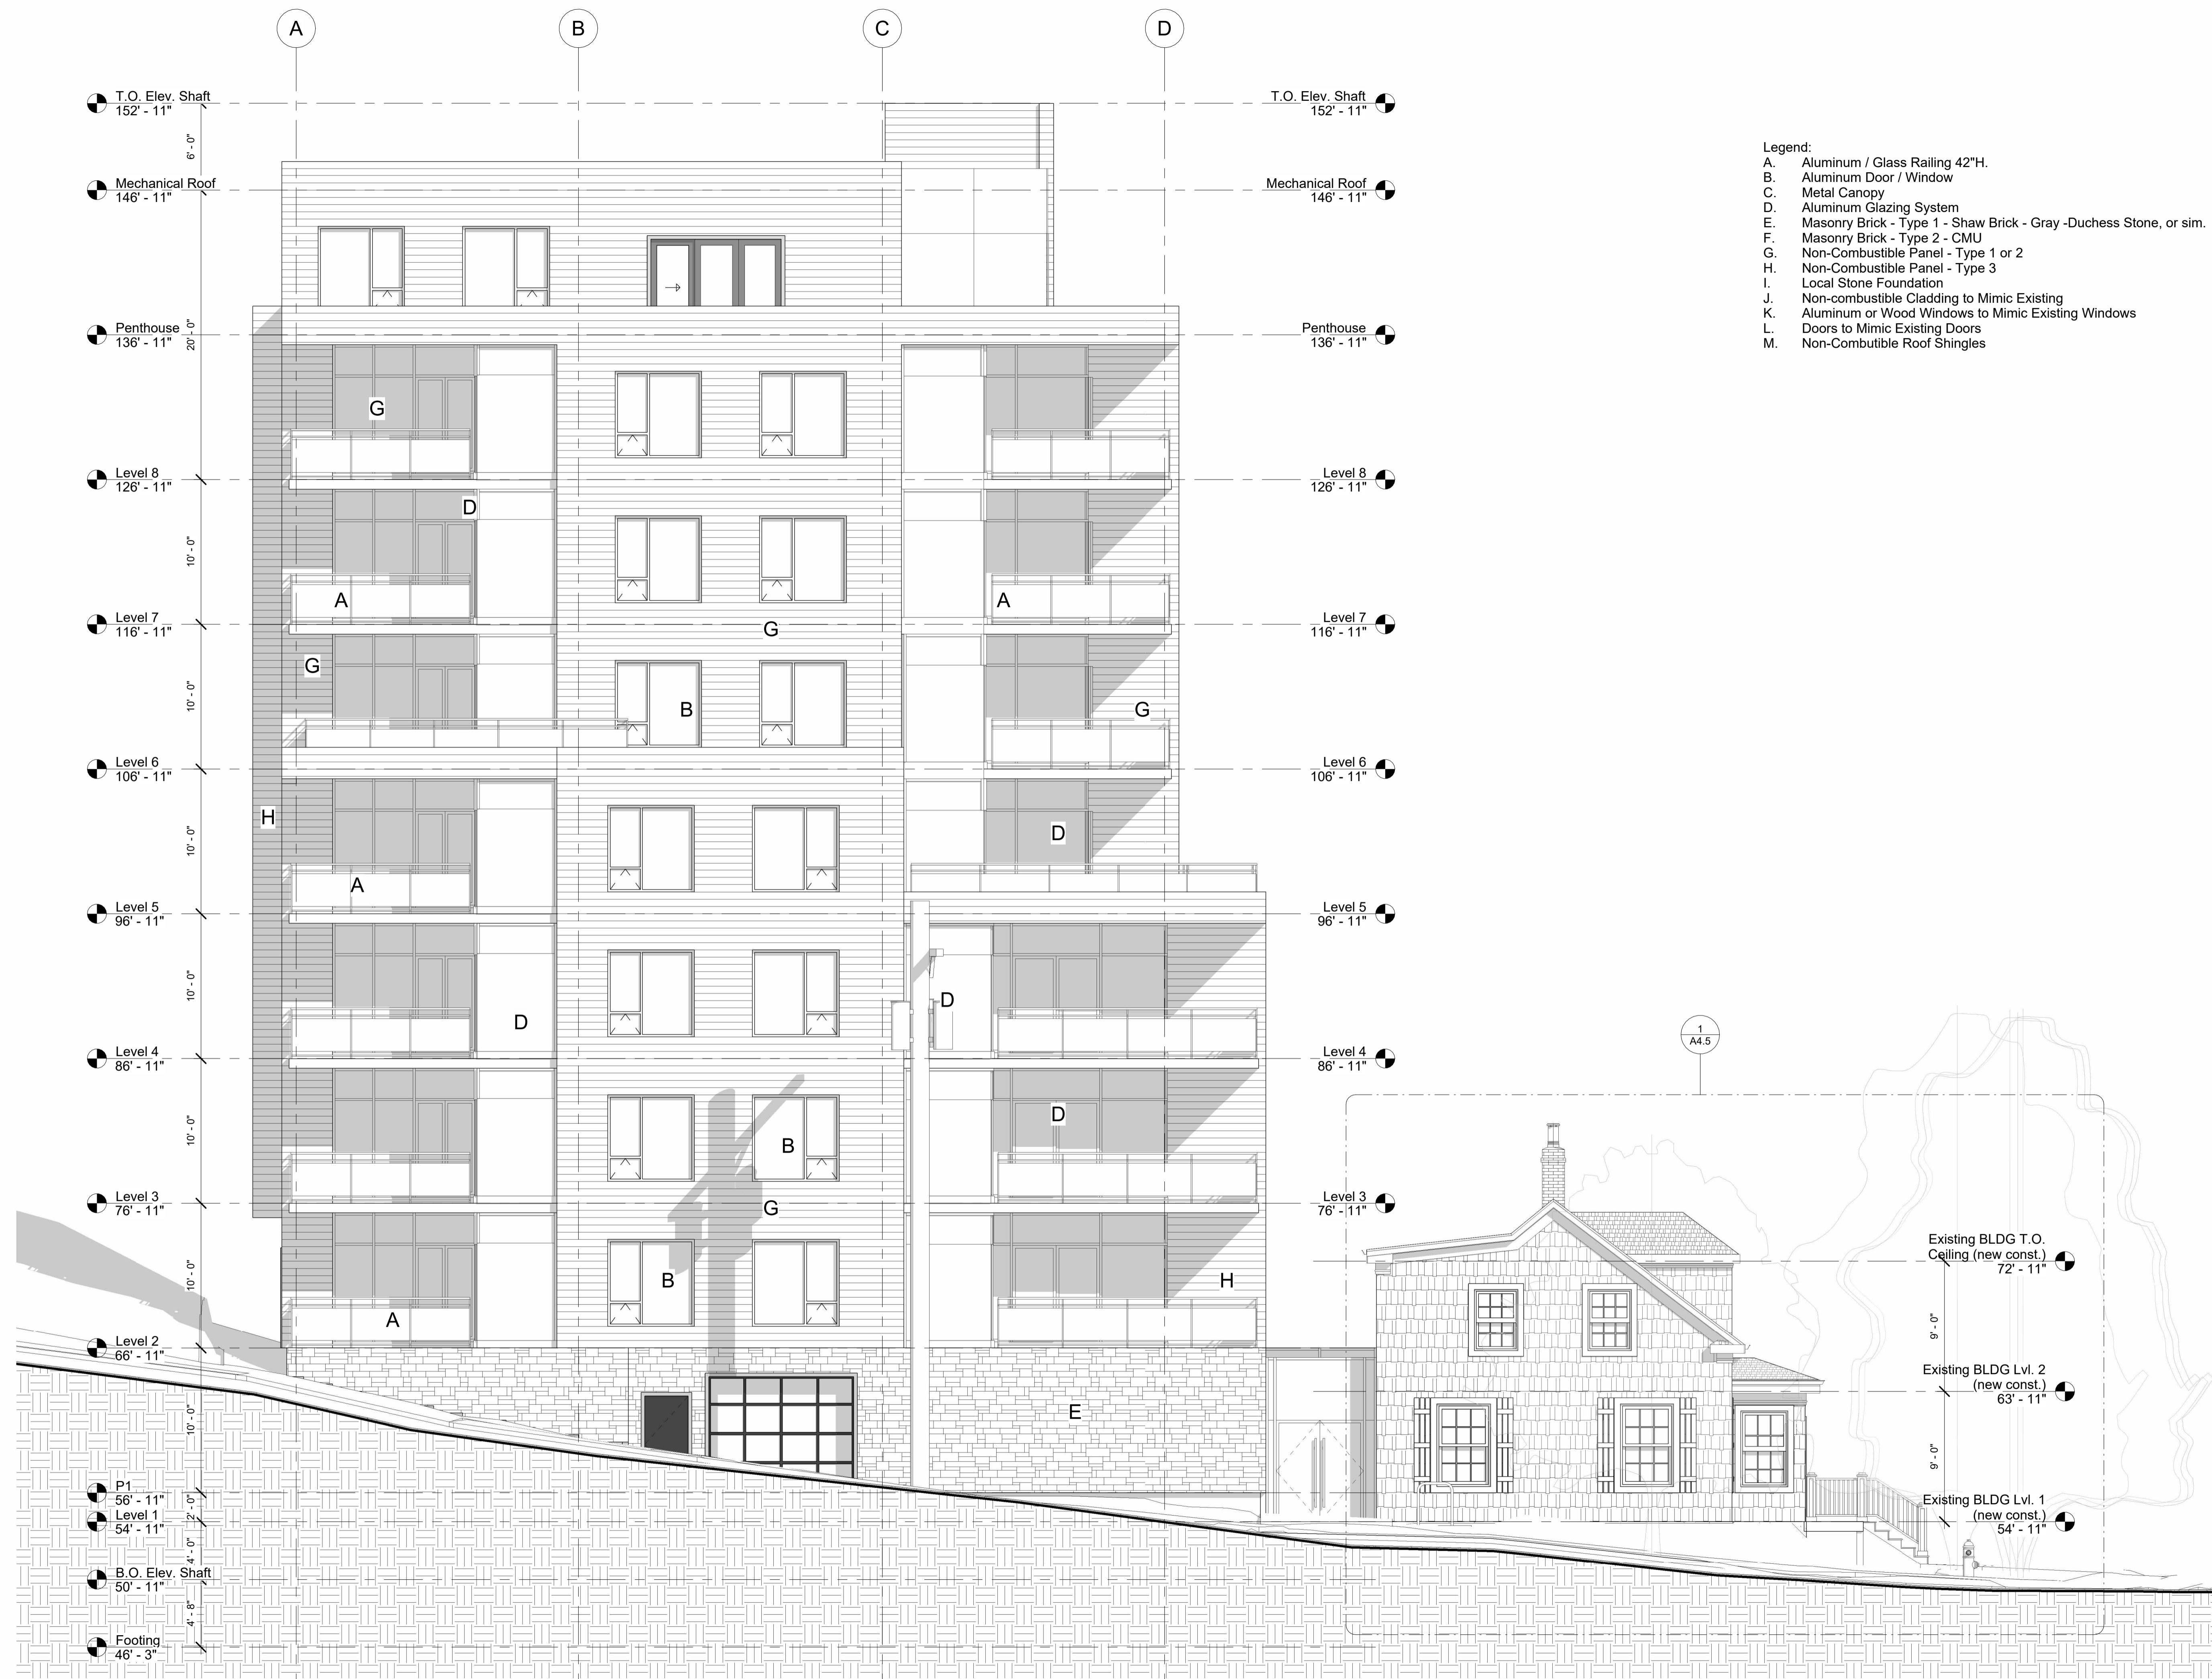 A B C D
T.O. Elev. Shaft
152' - 11"
T.O. Elev. Shaft
152' - 11"
6' - 0"
Legend:
A. Aluminum / Glass Railing 42"H.
B. Aluminum Door / Window
C. Metal Canopy
D. Aluminum Glazing System
E. Masonry Brick - Type 1 - Shaw Brick - Gray -Duchess Stone, or sim.
F. Masonry Brick - Type 2 - CMU
G. Non-Combustible Panel - Type 1 or 2
H. Non-Combustible Panel - Type 3
I. Local Stone Foundation
J. Non-combustible Cladding to Mimic Existing
K. Aluminum or Wood Windows to Mimic Existing Windows
L. Doors to Mimic Existing Doors
M. Non-Combutible Roof Shingles
Mechanical Roof
146' - 11"
Mechanical Roof
146' - 11"
20' - 0"
Penthouse
136' - 11"
Penthouse
136' - 11"
G
Level 8
126' - 11"
Level 8
126' - 11"
D
10' - 0"
A
A
Level 7
116' - 11"
G
Level 7
116' - 11"
G
10' - 0"
B
G
Level 6
106' - 11"
Level 6
106' - 11"
H
D
10' - 0"
A
Level 5
96' - 11"
Level 5
96' - 11"
10' - 0"
D
D
Level 4
86' - 11"
Level 4
86' - 11"
1
A4.5
D
10' - 0"
B
Level 3
76' - 11"
G
Level 3
76' - 11"
10' - 0"
B
H
Existing BLDG T.O.
Ceiling (new const.)
72' - 11"
A
9' - 0"
Level 2
66' - 11"
Existing BLDG Lvl. 2
(new const.)
63' - 11"
10' - 0"
E
9' - 0"
P1
56' - 11"
2' - 0"
Level 1
54' - 11"
Existing BLDG Lvl. 1
(new const.)
54' - 11"
4' - 0"
B.O. Elev. Shaft
50' - 11"
4' - 8"
Footing
46' - 3"